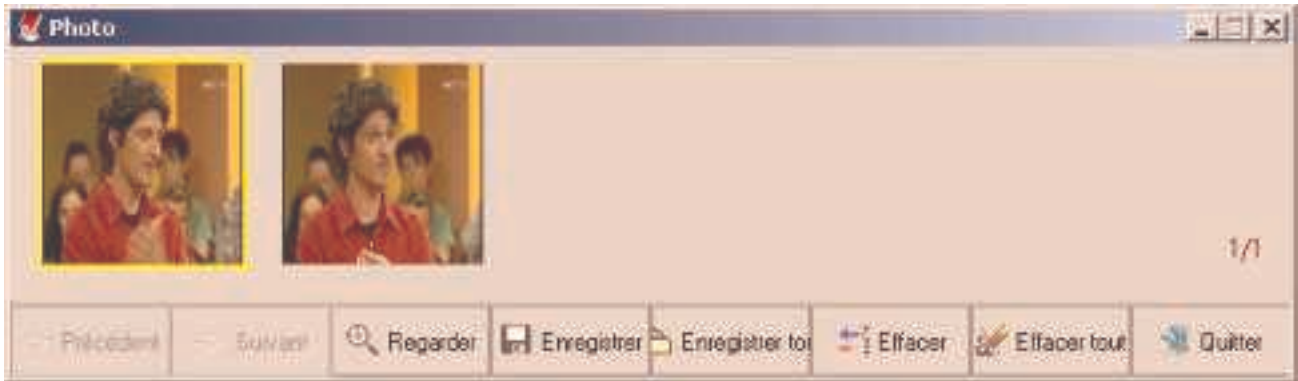 Photo
1/1
Précédent Suivant Regarder Enregistrer Enregistrer tou Effacer Effacer tout Quitter